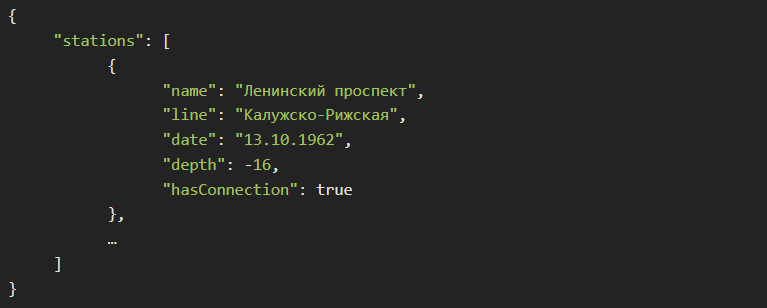 {
"stations": [
{
"name": "Ленинский проспект",
"line": "Калужско-Рижская",
"date": "13.10.1962",
"depth": -16,
"hasConnection": true
},
…
]
}